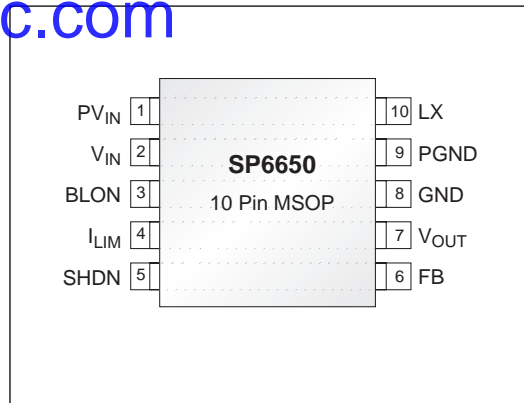 c.com
PVIN 1
VIN 2
BLON 3
ILIM 4
SHDN 5
SP6650
10 Pin MSOP
10 LX
9 PGND
8 GND
7 VOUT
6 FB